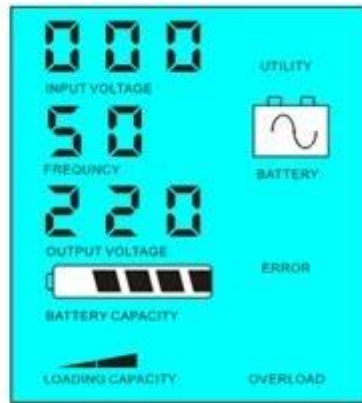 000
INPUT VOLTAGE
UTILITY
50
FREQUNCY
BATTERY
220
OUTPUT VOLTAGE
ERROR
BATTERY CAPACITY
LOADING CAPACITY
OVERLOAD